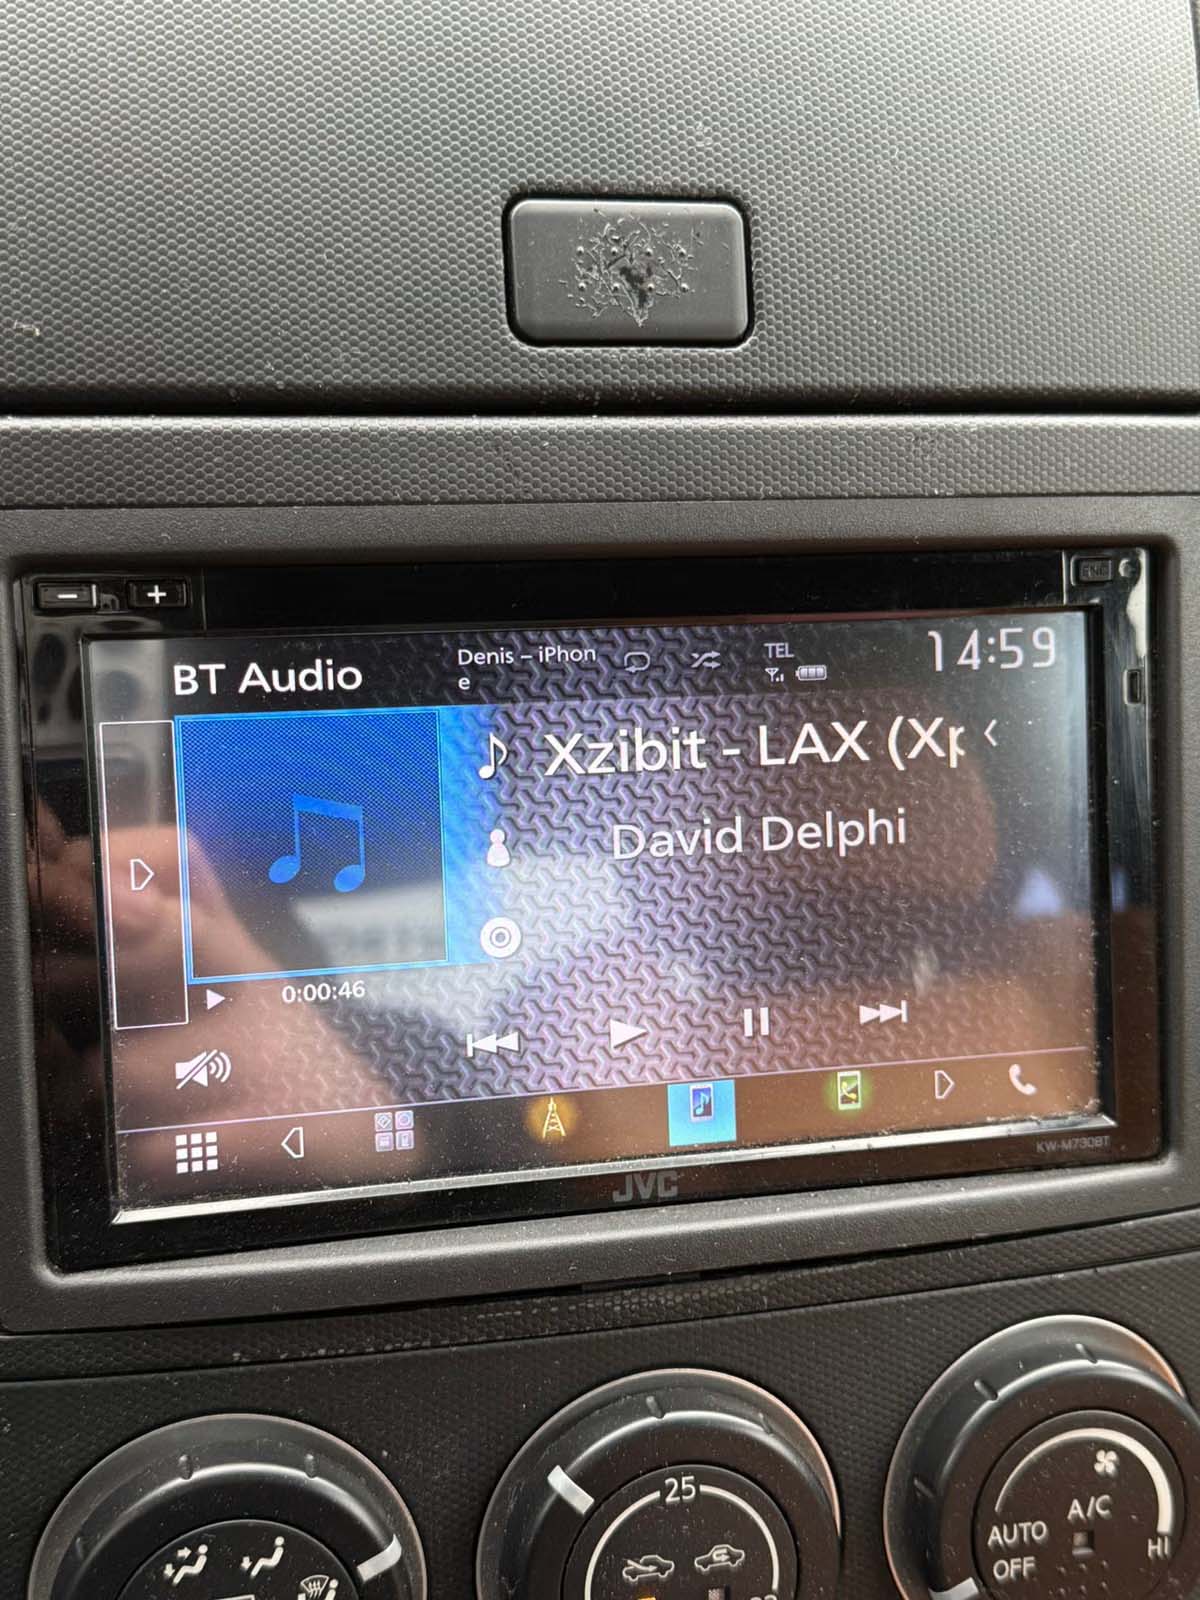 BT Audio
Denis – iPhon
e
TEL
14:59
Xzibit - LAX (Xp
David Delphi
0:00:46
KW-M730BT
JVC
25
A/C
AUTO
OFF
HI